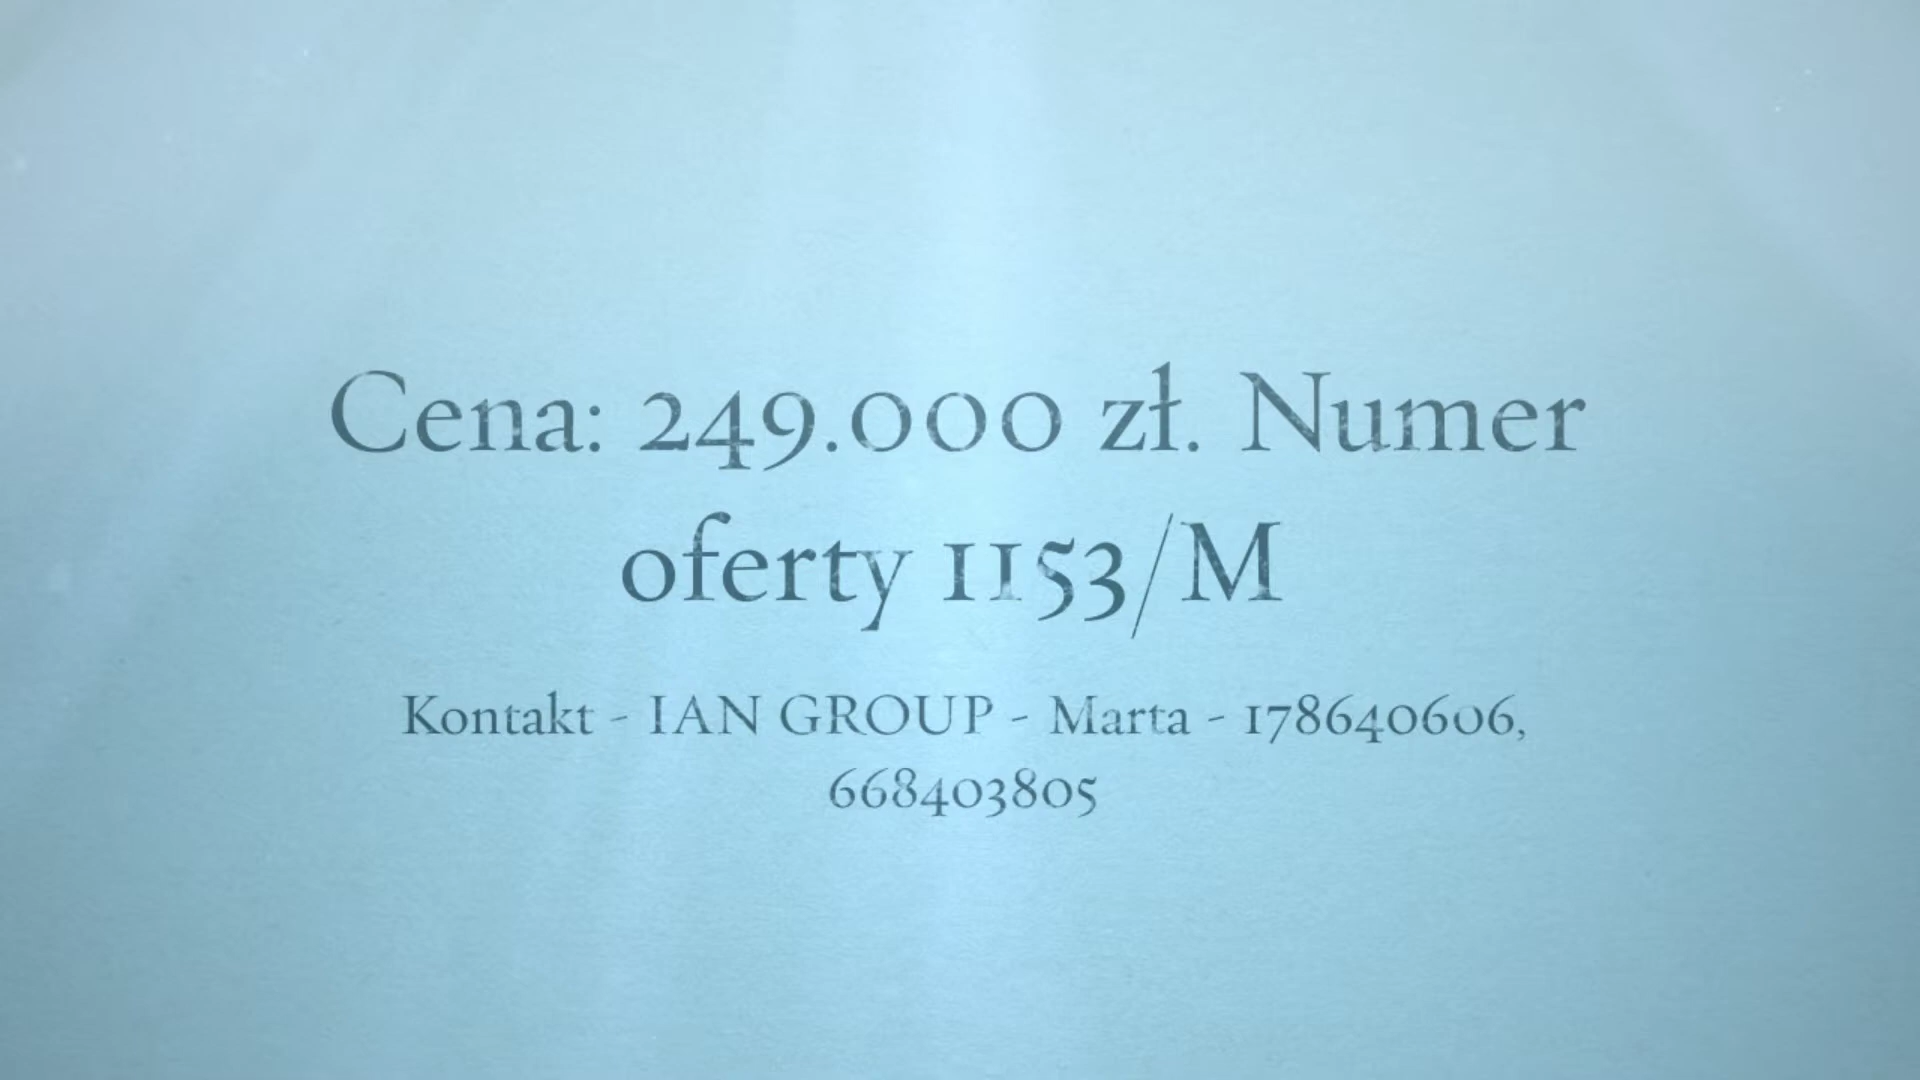 Cena: 249.000 zł. Numer
oferty 1153/M
Kontakt - IAN GROUP - Marta - 178640606,
668403805